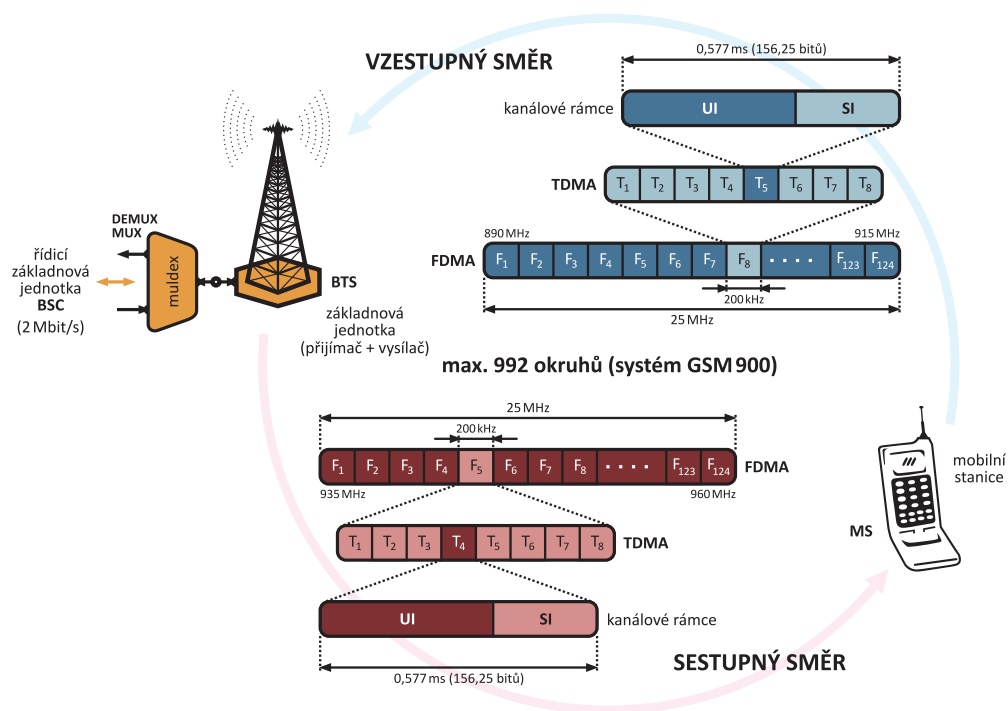 0,577 ms (156,25 bitů)
VZESTUPNÝ SMĚR
kanálové rámce
UI
SI
TDMA
T1 T2 T3 T4 T5 T6 T7 T8
890 MHz
915 MHz
FDMA
F1 F2 F3 F4 F5 F6 F7 F8 . . . . F123 F124
200 kHz
25 MHz
DEMUX
MUX
řídicí
základnová
jednotka
BSC
(2 Mbit/s)
muldex
BTS
základnová
jednotka
(přijímač + vysílač)
max. 992 okruhů (systém GSM 900)
25 MHz
200 kHz
F1 F2 F3 F4 F5 F6 F7 F8 . . . . F123 F124
FDMA
935 MHz
960 MHz
T1 T2 T3 T4 T5 T6 T7 T8
TDMA
UI
SI
kanálové rámce
0,577 ms (156,25 bitů)
mobilní
stanice
MS
SESTUPNÝ SMĚR